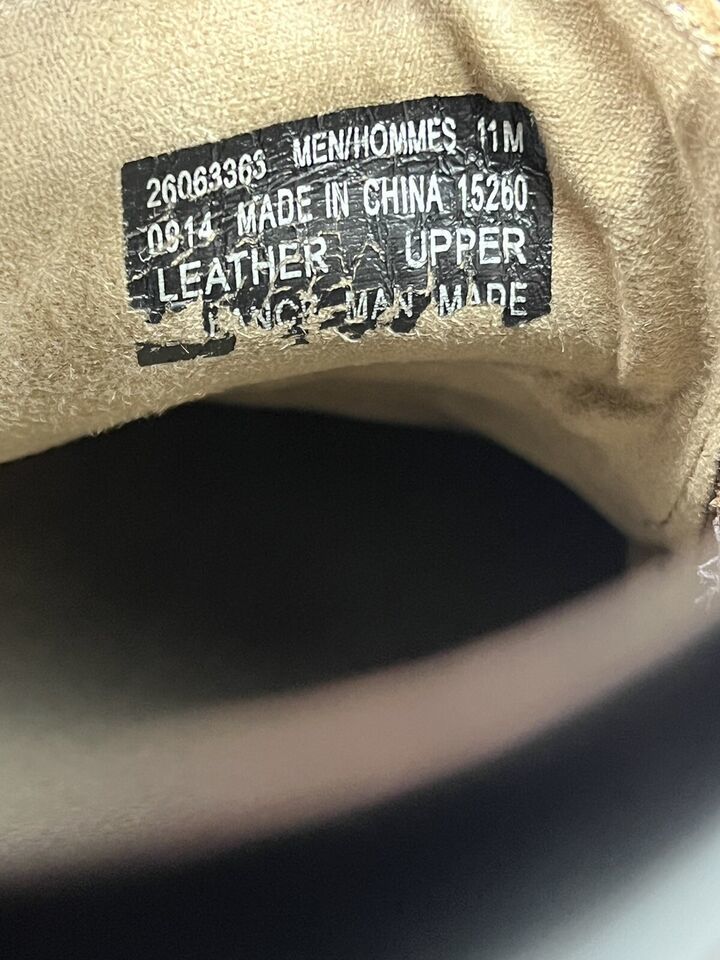 26063363 MEN/HOMMES 11M
0914 MADE IN CHINA 15260
LEATHER UPPER
MAN MADE